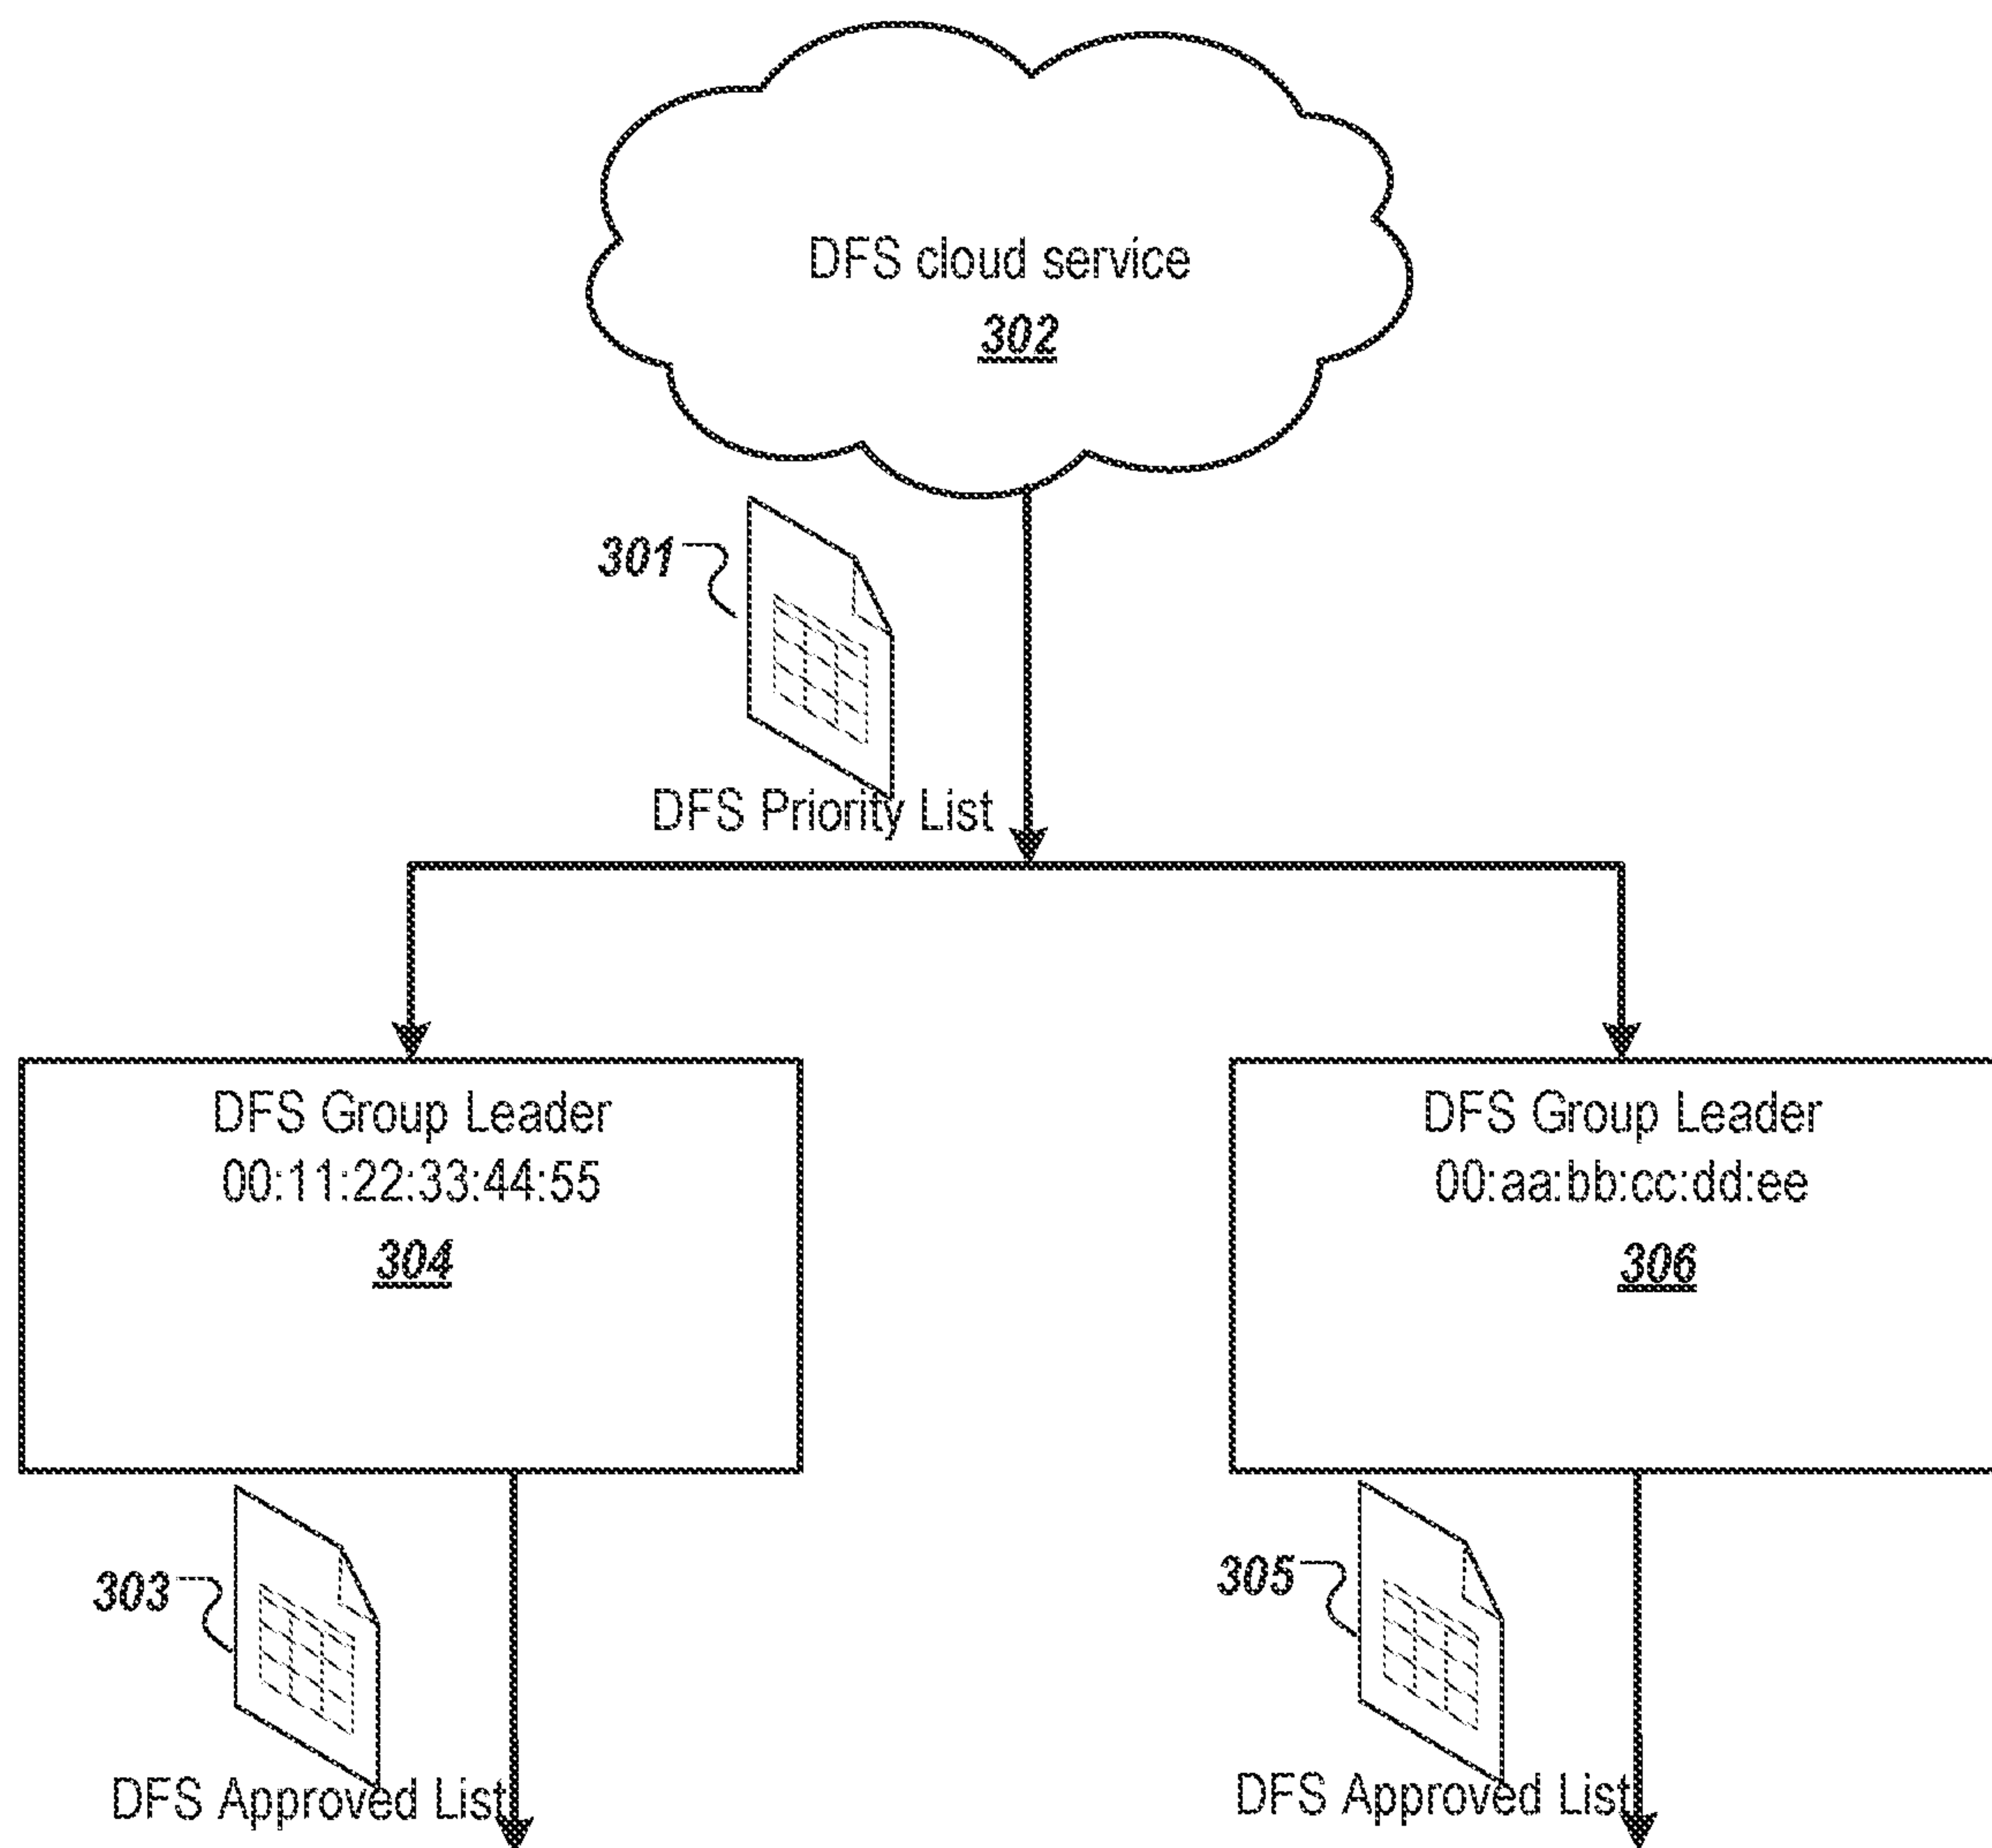 DFS cloud service
302
301
DFS Priority List
DFS Group Leader
00:11:22:33:44:55
304
DFS Group Leader
00:aa:bb:cc:dd:ee
306
303
DFS Approved List
305
DFS Approved List